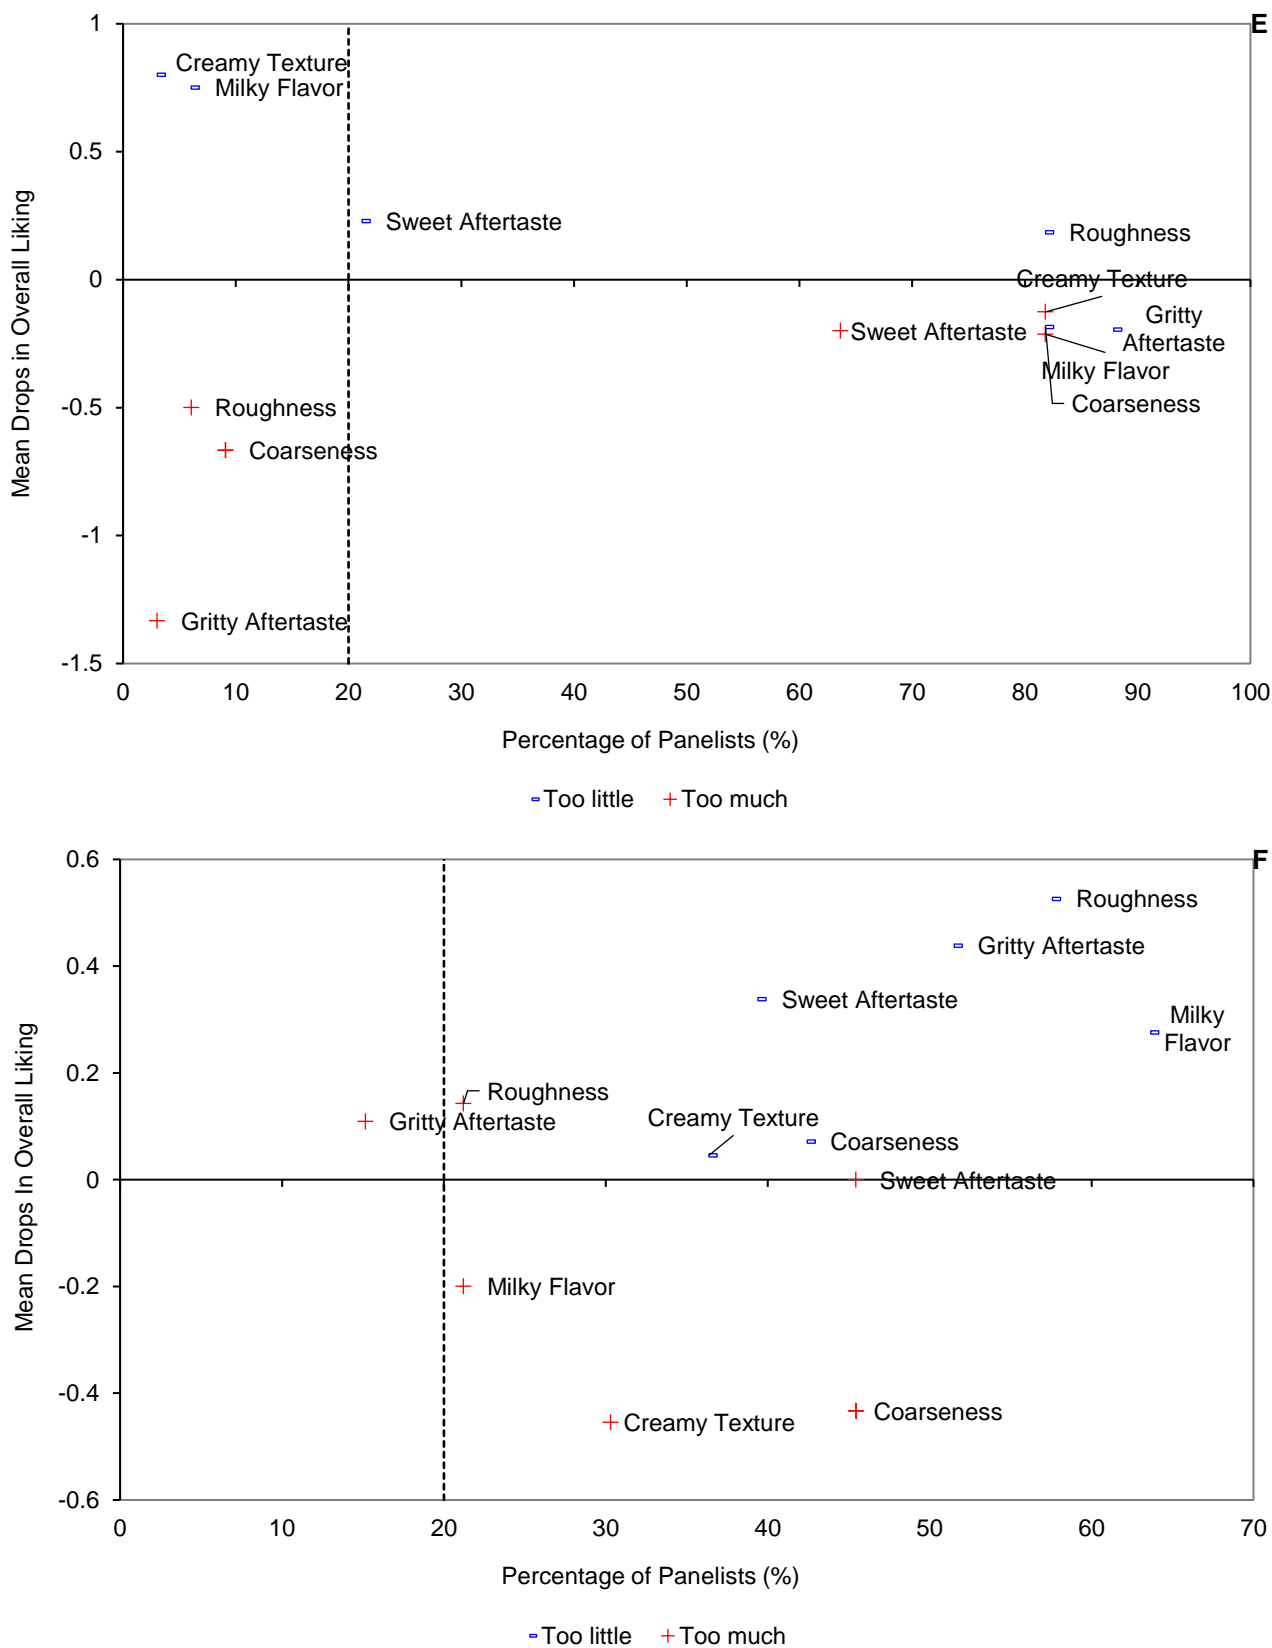 E
1
0.5
0
-0.5
-1
-1.5
Mean Drops in Overall Liking
Creamy Texture
Milky Flavor
Sweet Aftertaste
Roughness
Creamy Texture
Gritty
Aftertaste
Sweet Aftertaste
Milky Flavor
Coarseness
Roughness
Coarseness
Gritty Aftertaste
0 10 20 30 40 50 60 70 80 90 100
Percentage of Panelists (%)
Too little Too much
F
0.6
0.4
0.2
0
-0.2
-0.4
-0.6
Mean Drops In Overall Liking
Roughness
Gritty Aftertaste
Sweet Aftertaste
Milky
Flavor
Roughness
Gritty Aftertaste
Creamy Texture
Coarseness
Sweet Aftertaste
Milky Flavor
Creamy Texture
Coarseness
0 10 20 30 40 50 60 70
Percentage of Panelists (%)
Too little Too much